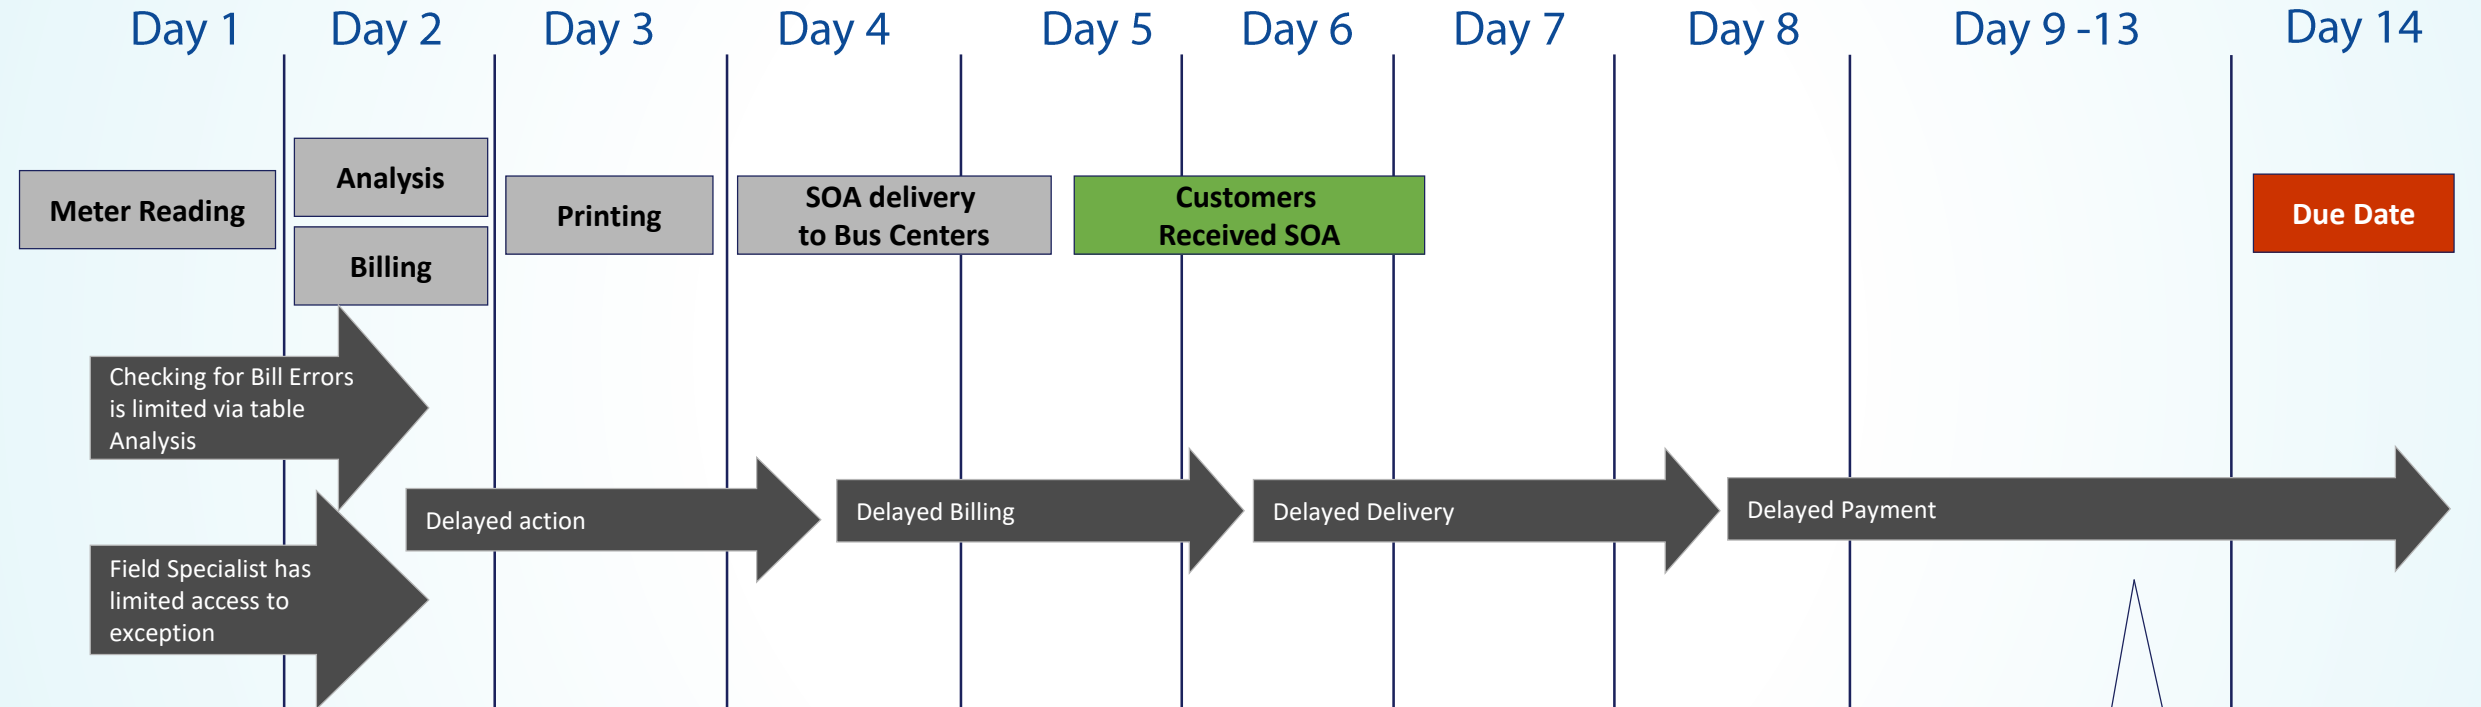 Day 1 Day 2 Day 3 Day 4 Day 5 Day 6 Day 7 Day 8 Day 9 -13 Day 14
Meter Reading
Analysis
Billing
Printing
SOA delivery
to Bus Centers
Customers
Received SOA
Due Date
Checking for Bill Errors
is limited via table
Analysis
Field Specialist has
limited access to
exception
Delayed action
Delayed Billing
Delayed Delivery
Delayed Payment